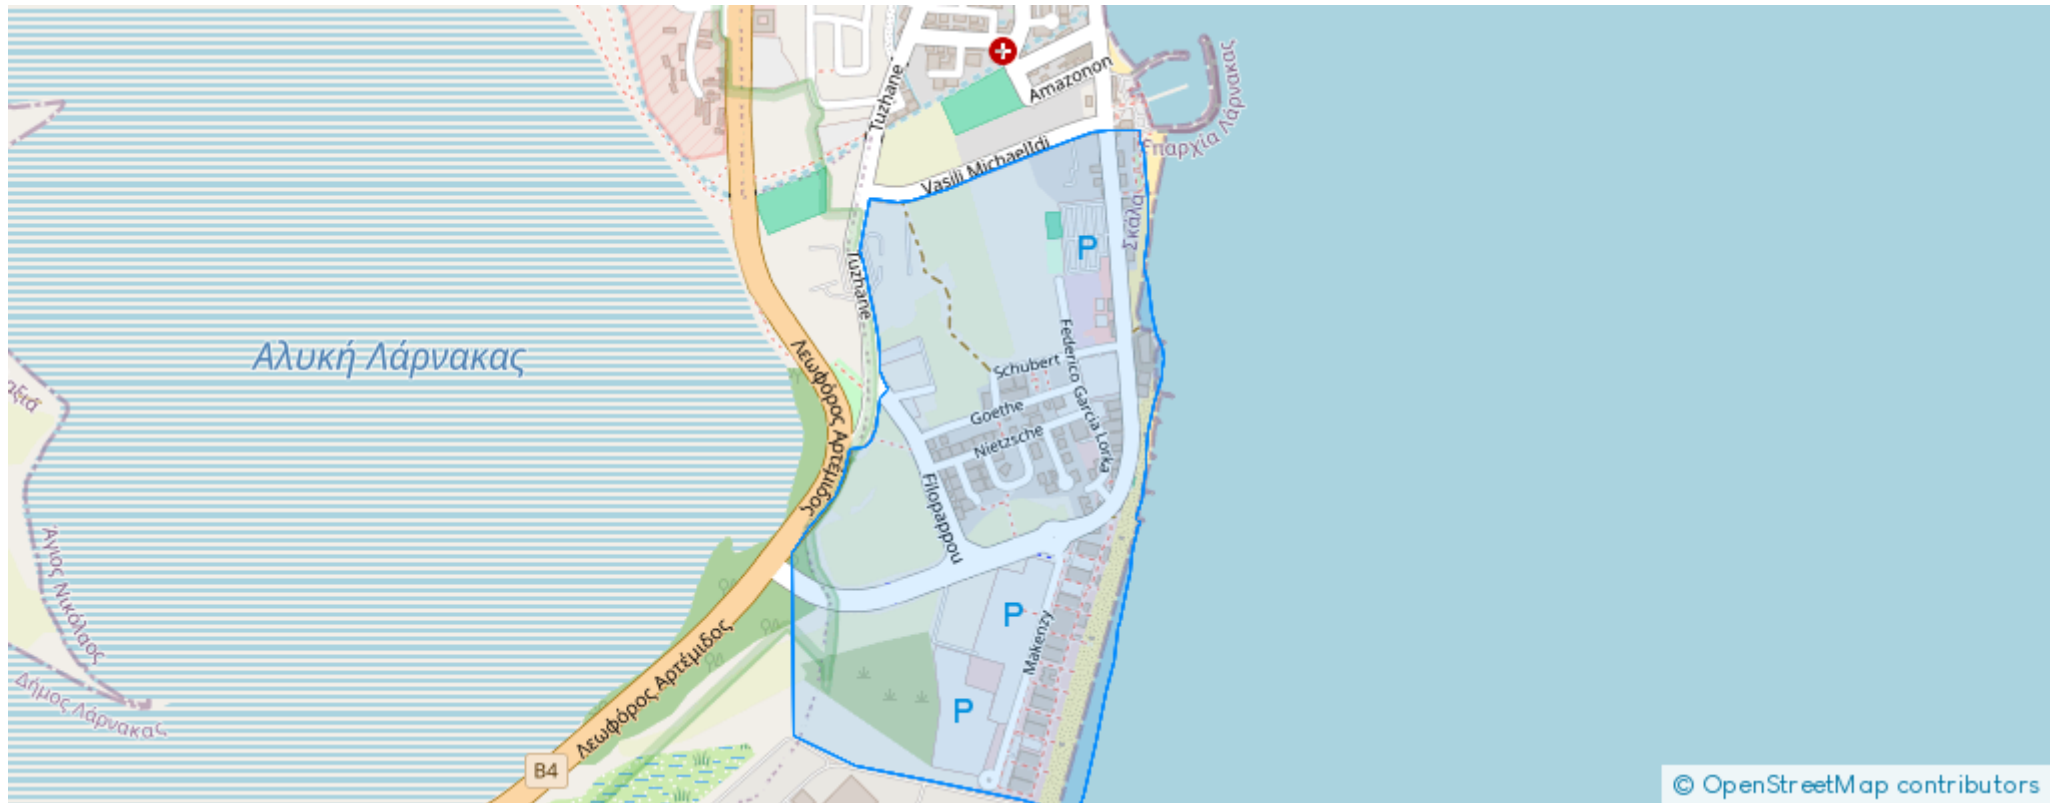 Tuzhane
Amazonon
Επαρχία Λάρνακας
Vasili MichaelIdi
Σκάλα
P
Tuzhane
Federico Garcia Lorka
Schubert
Αλυκή Λάρνακας
Λεωφόρος Αρτέμιδος
Goethe
Nietzsche
Filopappou
Άγιος Νικόλαος
Δήμος Λάρνακας
P
Makenzy
Λεωφόρος Αρτέμιδος
P
B4
© OpenStreetMap contributors